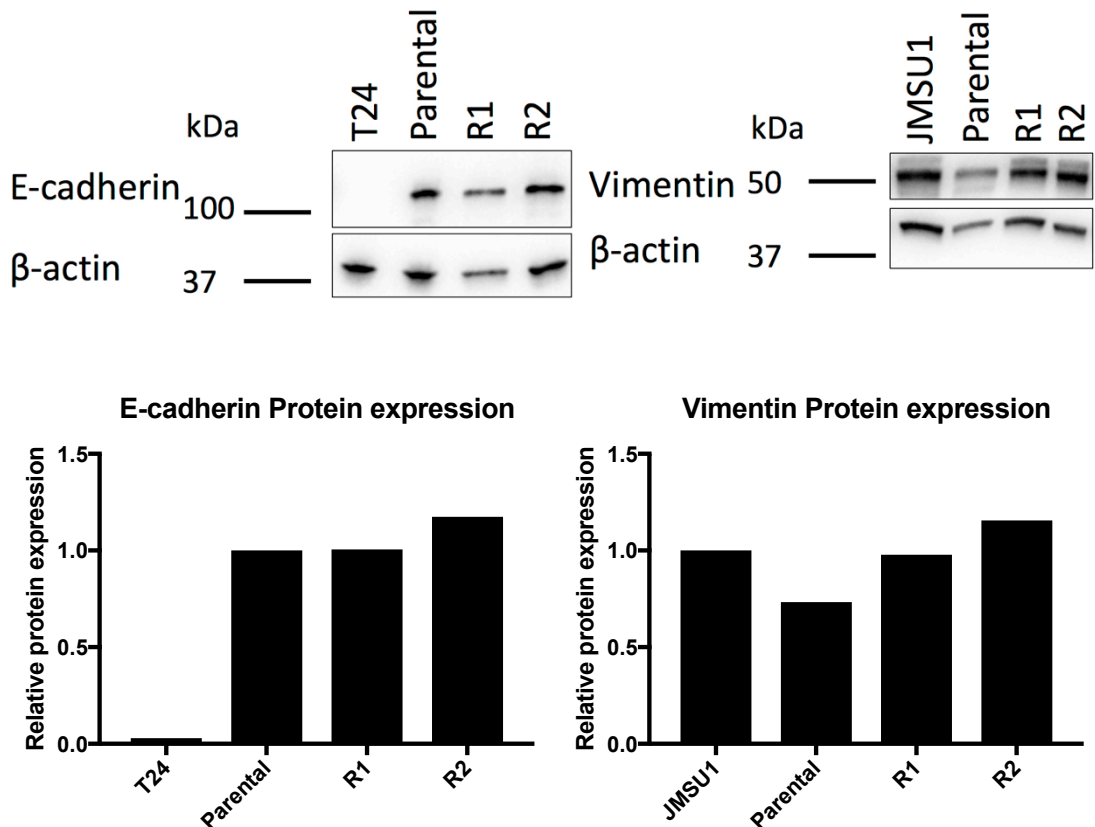 kDa
T24
Parental
R1
R2
E-cadherin
100
β-actin
37
kDa
JMSU1
Parental
R1
R2
Vimentin
50
β-actin
37
E-cadherin Protein expression
Relative protein expression
1.5
1.0
0.5
0.0
T24
Parental
R1
R2
Vimentin Protein expression
Relative protein expression
1.5
1.0
0.5
0.0
JMSU1
Parental
R1
R2